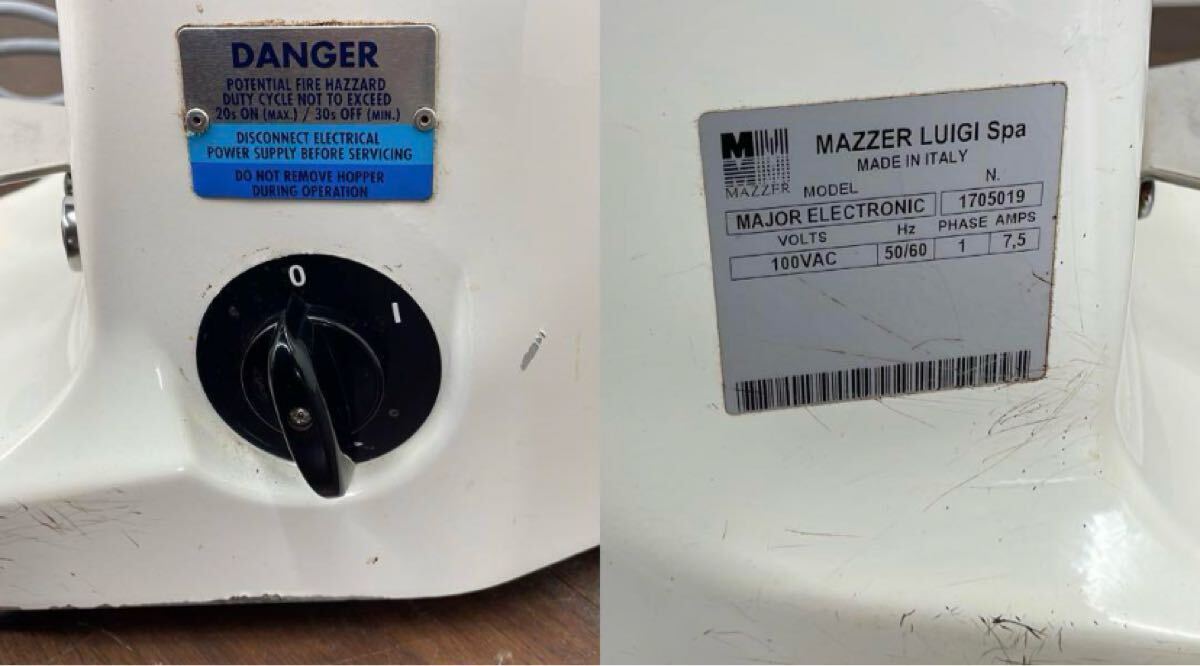 DANGER
POTENTIAL FIRE HAZZARD
DUTY CYCLE NOT TO EXCEED
20s ON (MAX.) / 30s OFF (MIN.)
DISCONNECT ELECTRICAL
POWER SUPPLY BEFORE SERVICING
DO NOT REMOVE HOPPER
DURING OPERATION
0
I
M
MAZZER
MAZZER LUIGI Spa
MADE IN ITALY
MODEL N.
MAJOR ELECTRONIC 1705019
VOLTS Hz PHASE AMPS
100VAC 50/60 1 7,5